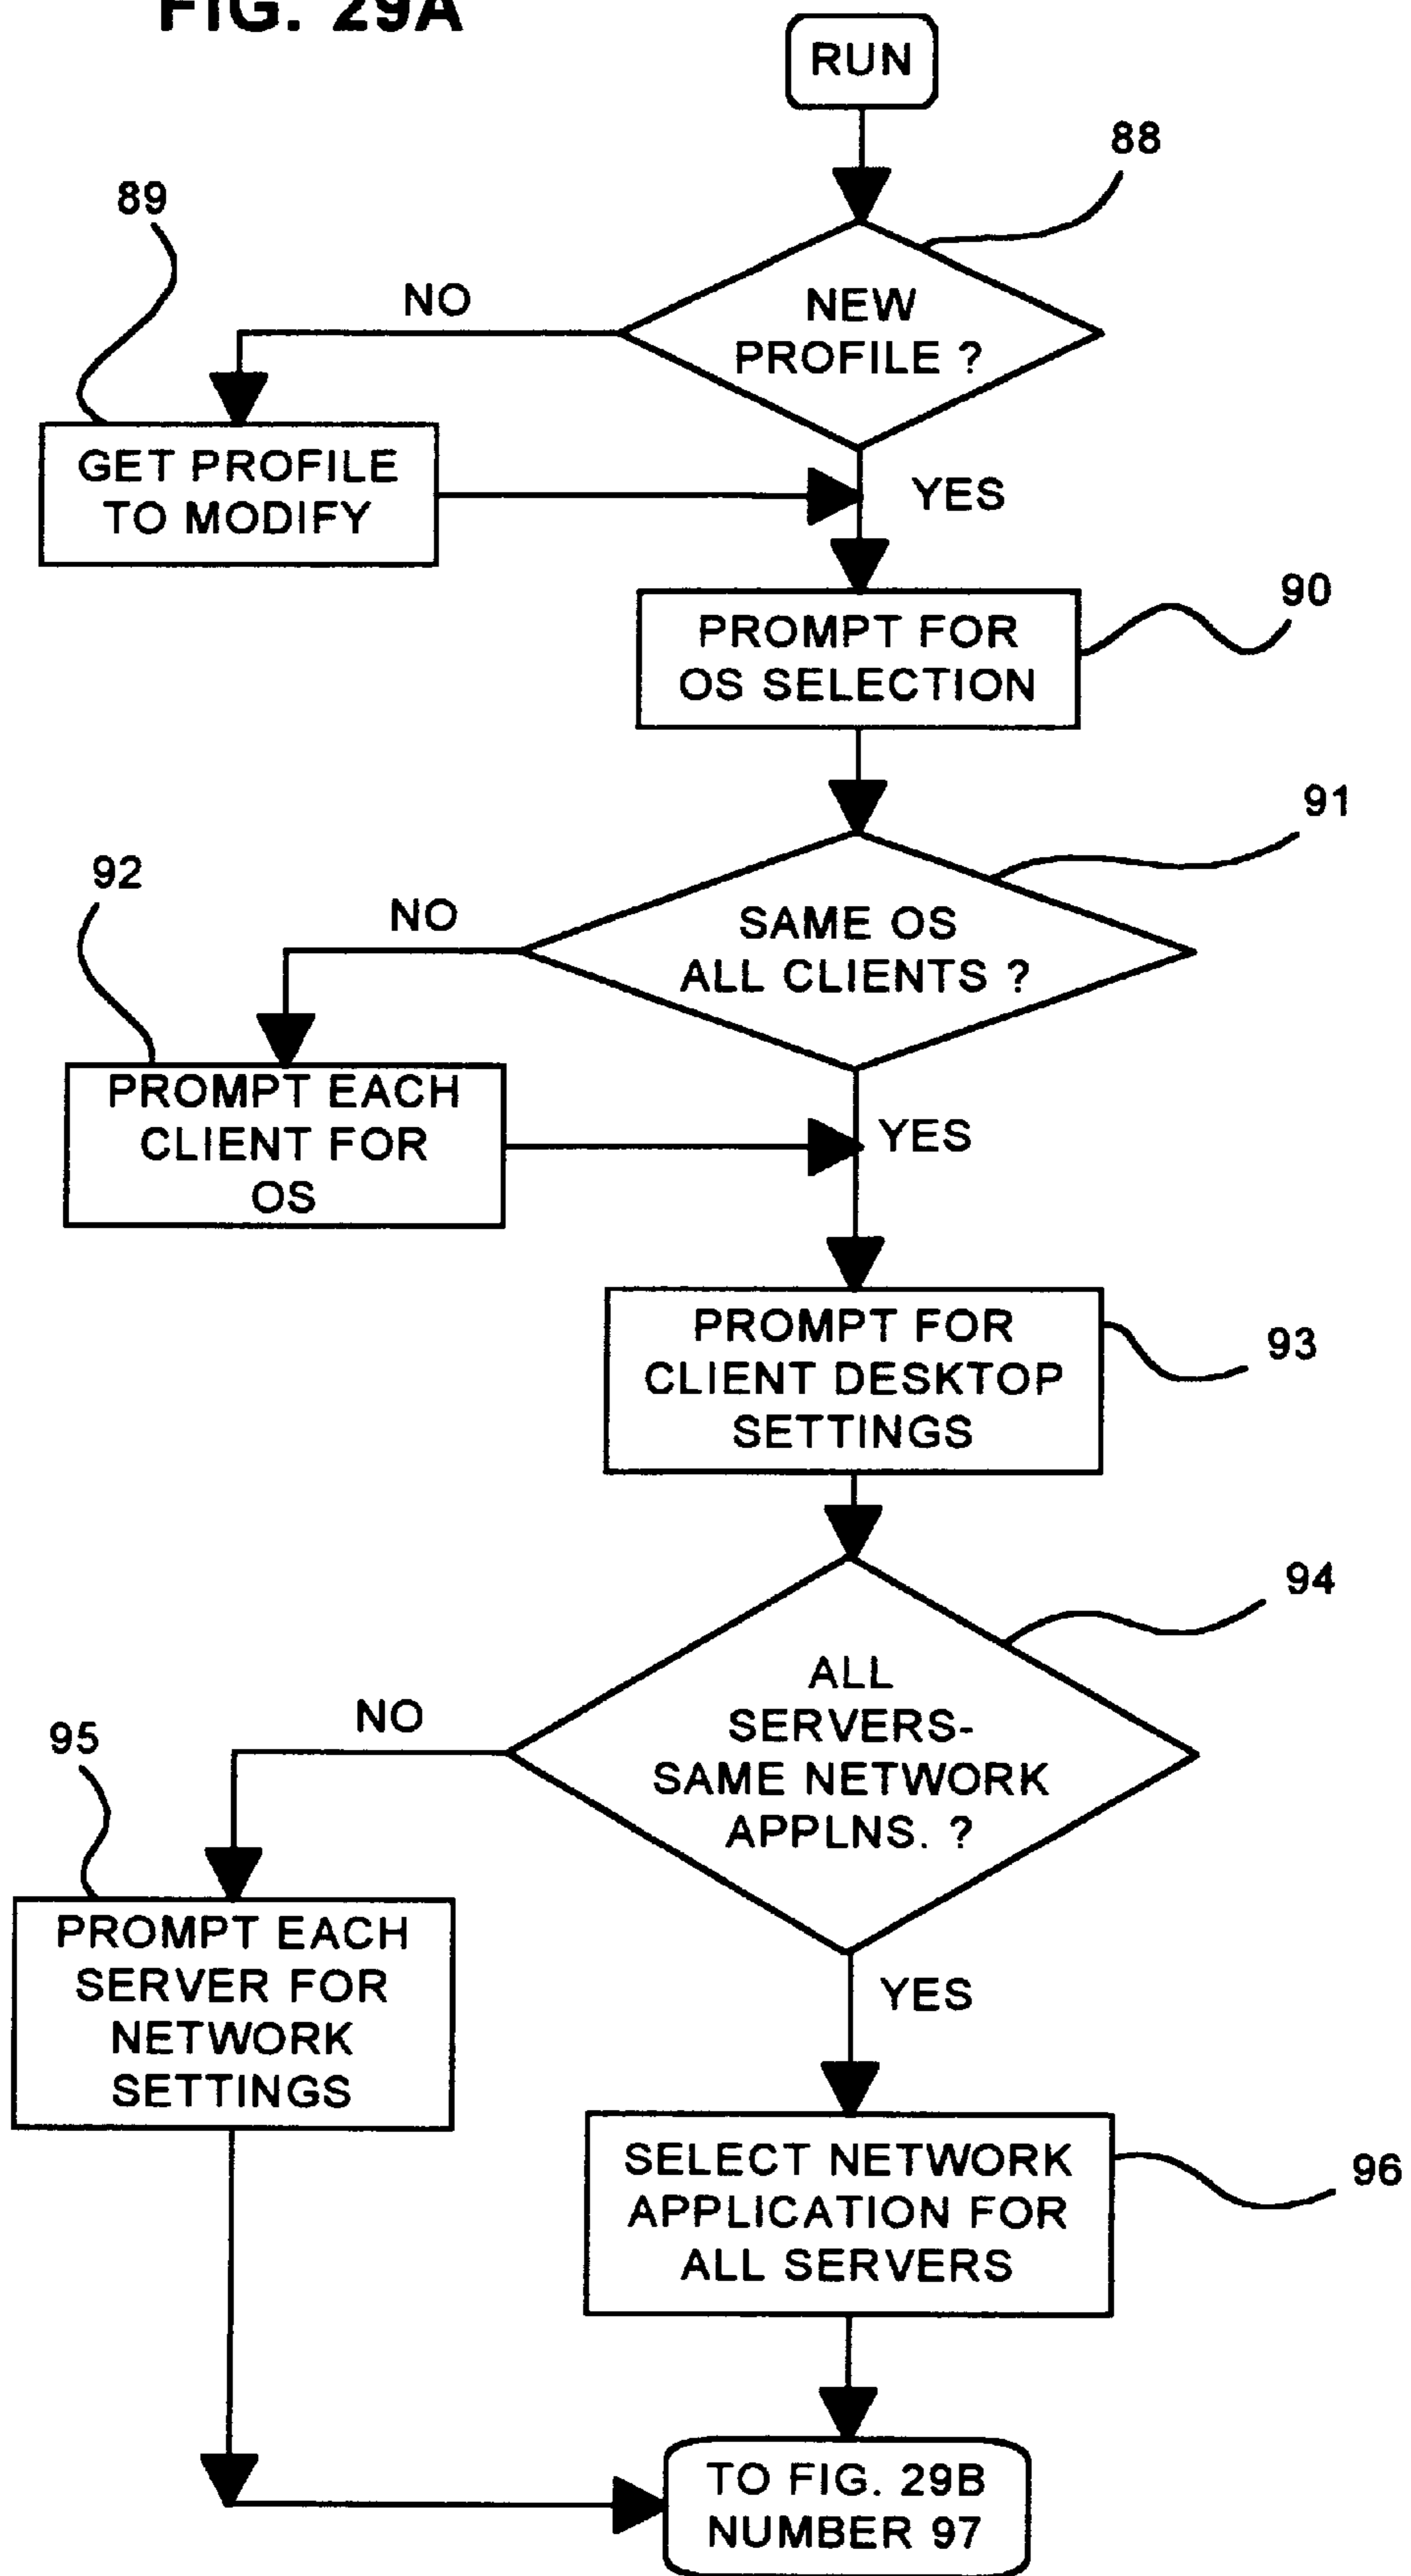 FIG. 29A
RUN
88
89
NO
NEW
PROFILE ?
GET PROFILE
TO MODIFY
YES
90
PROMPT FOR
OS SELECTION
91
92
NO
SAME OS
ALL CLIENTS ?
PROMPT EACH
CLIENT FOR
OS
YES
PROMPT FOR
CLIENT DESKTOP
SETTINGS
93
94
ALL
SERVERS-
SAME NETWORK
APPLNS. ?
NO
95
PROMPT EACH
SERVER FOR
NETWORK
SETTINGS
YES
SELECT NETWORK
APPLICATION FOR
ALL SERVERS
96
TO FIG. 29B
NUMBER 97